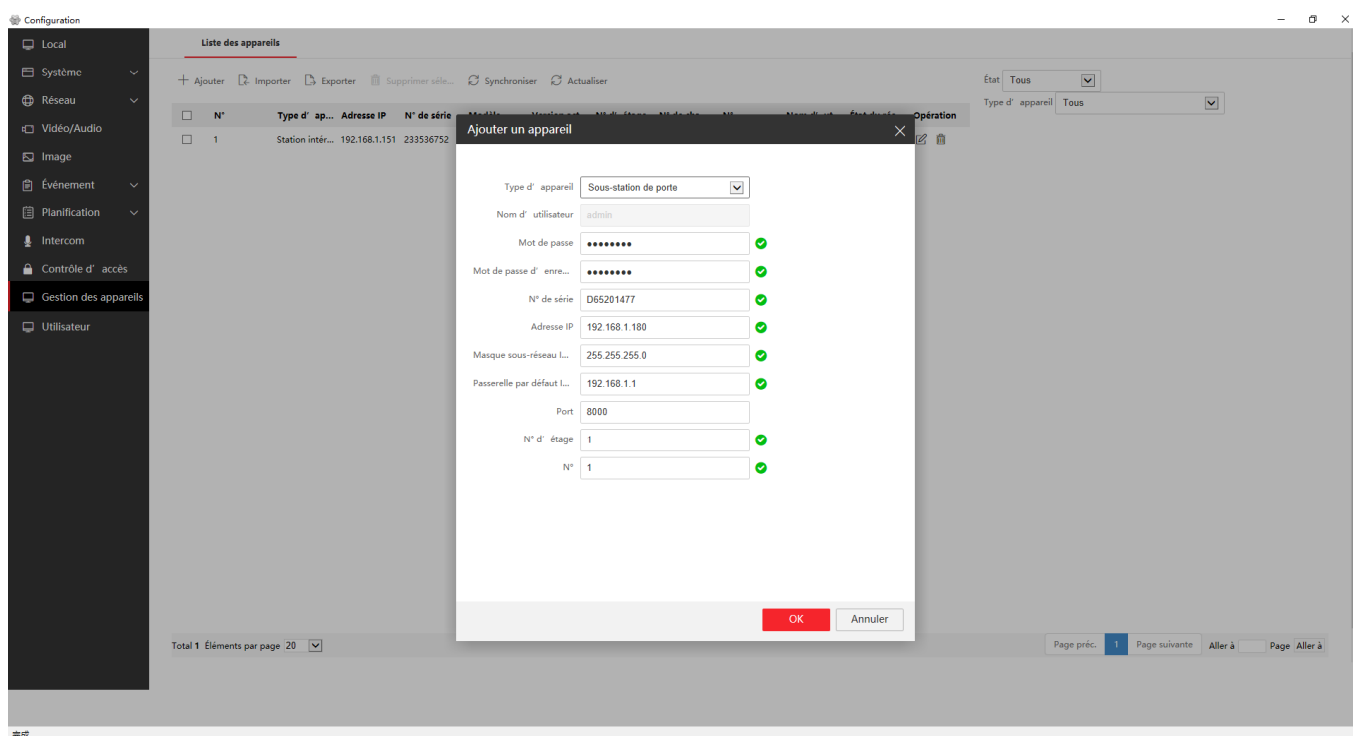 Configuration
Local
Système
Réseau
Vidéo/Audio
Image
Événement
Planification
Intercom
Contrôle d' accès
Gestion des appareils
Utilisateur
Liste des appareils
Ajouter Importer Exporter Supprimer séle... Synchroniser Actualiser
État Tous
Type d' appareil Tous
N° Type d' ap... Adresse IP N° de série Opération
1 Station intér... 192.168.1.151 233536752
Ajouter un appareil
Type d' appareil Sous-station de porte
Nom d' utilisateur admin
Mot de passe ••••••••
Mot de passe d' enre... ••••••••
N° de série D65201477
Adresse IP 192.168.1.180
Masque sous-réseau I... 255.255.255.0
Passerelle par défaut I... 192.168.1.1
Port 8000
N° d' étage 1
N° 1
OK Annuler
Total 1 Éléments par page 20
Page préc. 1 Page suivante Aller à Page Aller à
完成